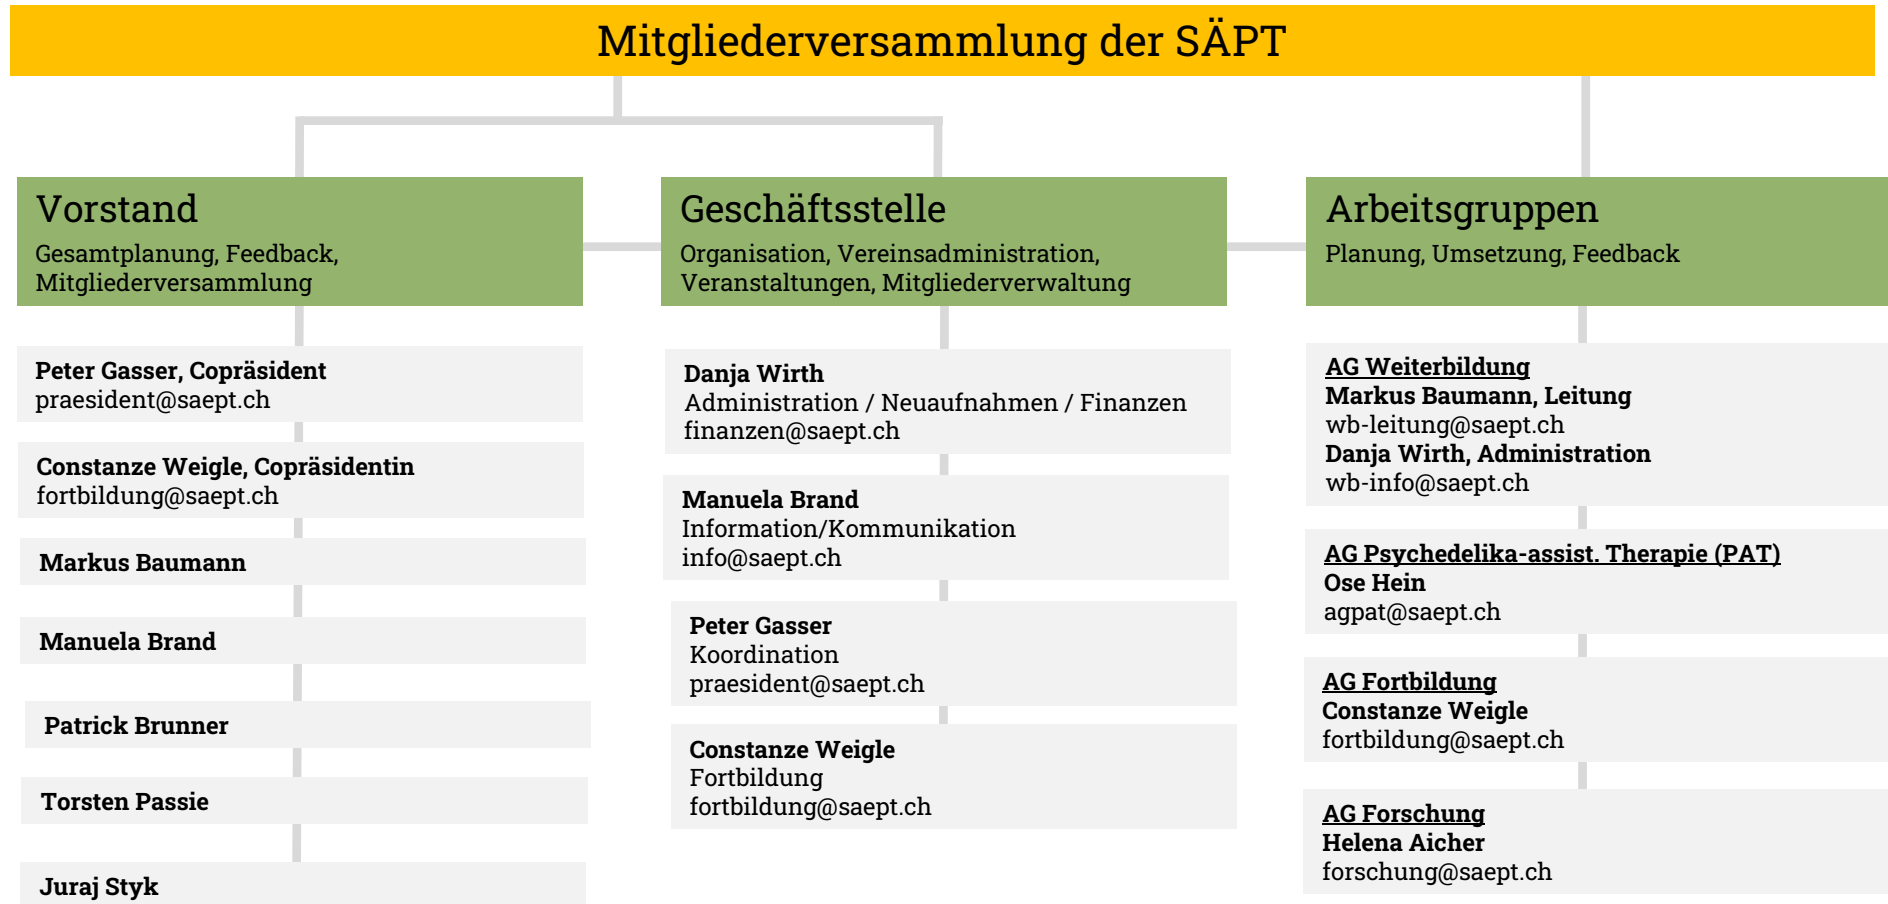 Mitgliederversammlung der SÄPT
Vorstand
Gesamtplanung, Feedback,
Mitgliederversammlung
Peter Gasser, Copräsident
praesident@saept.ch
Constanze Weigle, Copräsidentin
fortbildung@saept.ch
Markus Baumann
Manuela Brand
Patrick Brunner
Torsten Passie
Juraj Styk
Geschäftsstelle
Organisation, Vereinsadministration,
Veranstaltungen, Mitgliederverwaltung
Danja Wirth
Administration / Neuaufnahmen / Finanzen
finanzen@saept.ch
Manuela Brand
Information/Kommunikation
info@saept.ch
Peter Gasser
Koordination
praesident@saept.ch
Constanze Weigle
Fortbildung
fortbildung@saept.ch
Arbeitsgruppen
Planung, Umsetzung, Feedback
AG Weiterbildung
Markus Baumann, Leitung
wb-leitung@saept.ch
Danja Wirth, Administration
wb-info@saept.ch
AG Psychedelika-assist. Therapie (PAT)
Ose Hein
agpat@saept.ch
AG Fortbildung
Constanze Weigle
fortbildung@saept.ch
AG Forschung
Helena Aicher
forschung@saept.ch